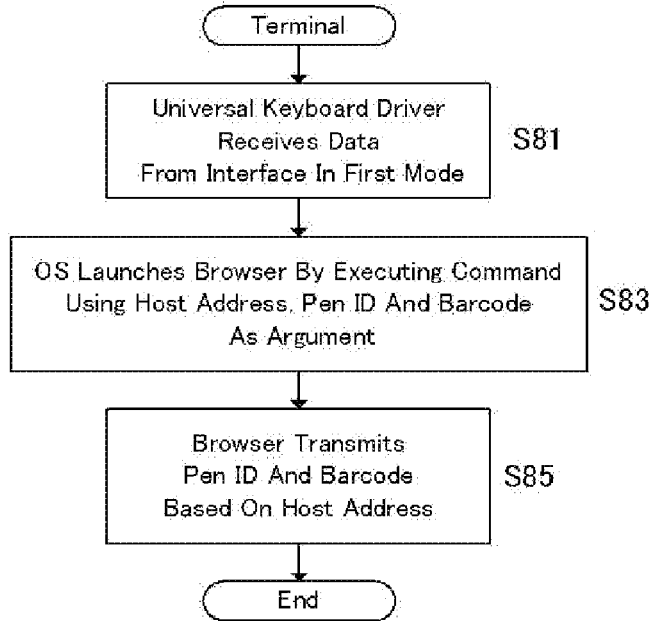 Terminal
Universal Keyboard Driver
Receives Data
From Interface In First Mode
S81
OS Launches Browser By Executing Command
Using Host Address, Pen ID And Barcode
As Argument
S83
Browser Transmits
Pen ID And Barcode
Based On Host Address
S85
End